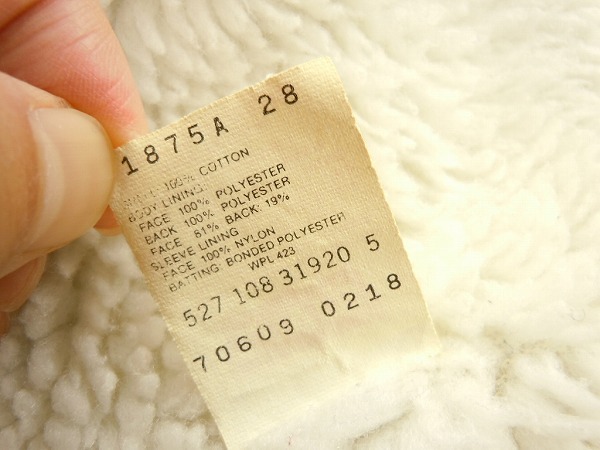 1875A 28
100% COTTON
BODY LINING:
FACE 100% POLYESTER
BACK 100% POLYESTER
FACE: 81% BACK: 19%
SLEEVE LINING
FACE 100% NYLON
BATTING: BONDED POLYESTER
WPL 423
527 108 31920 5
70609 0218